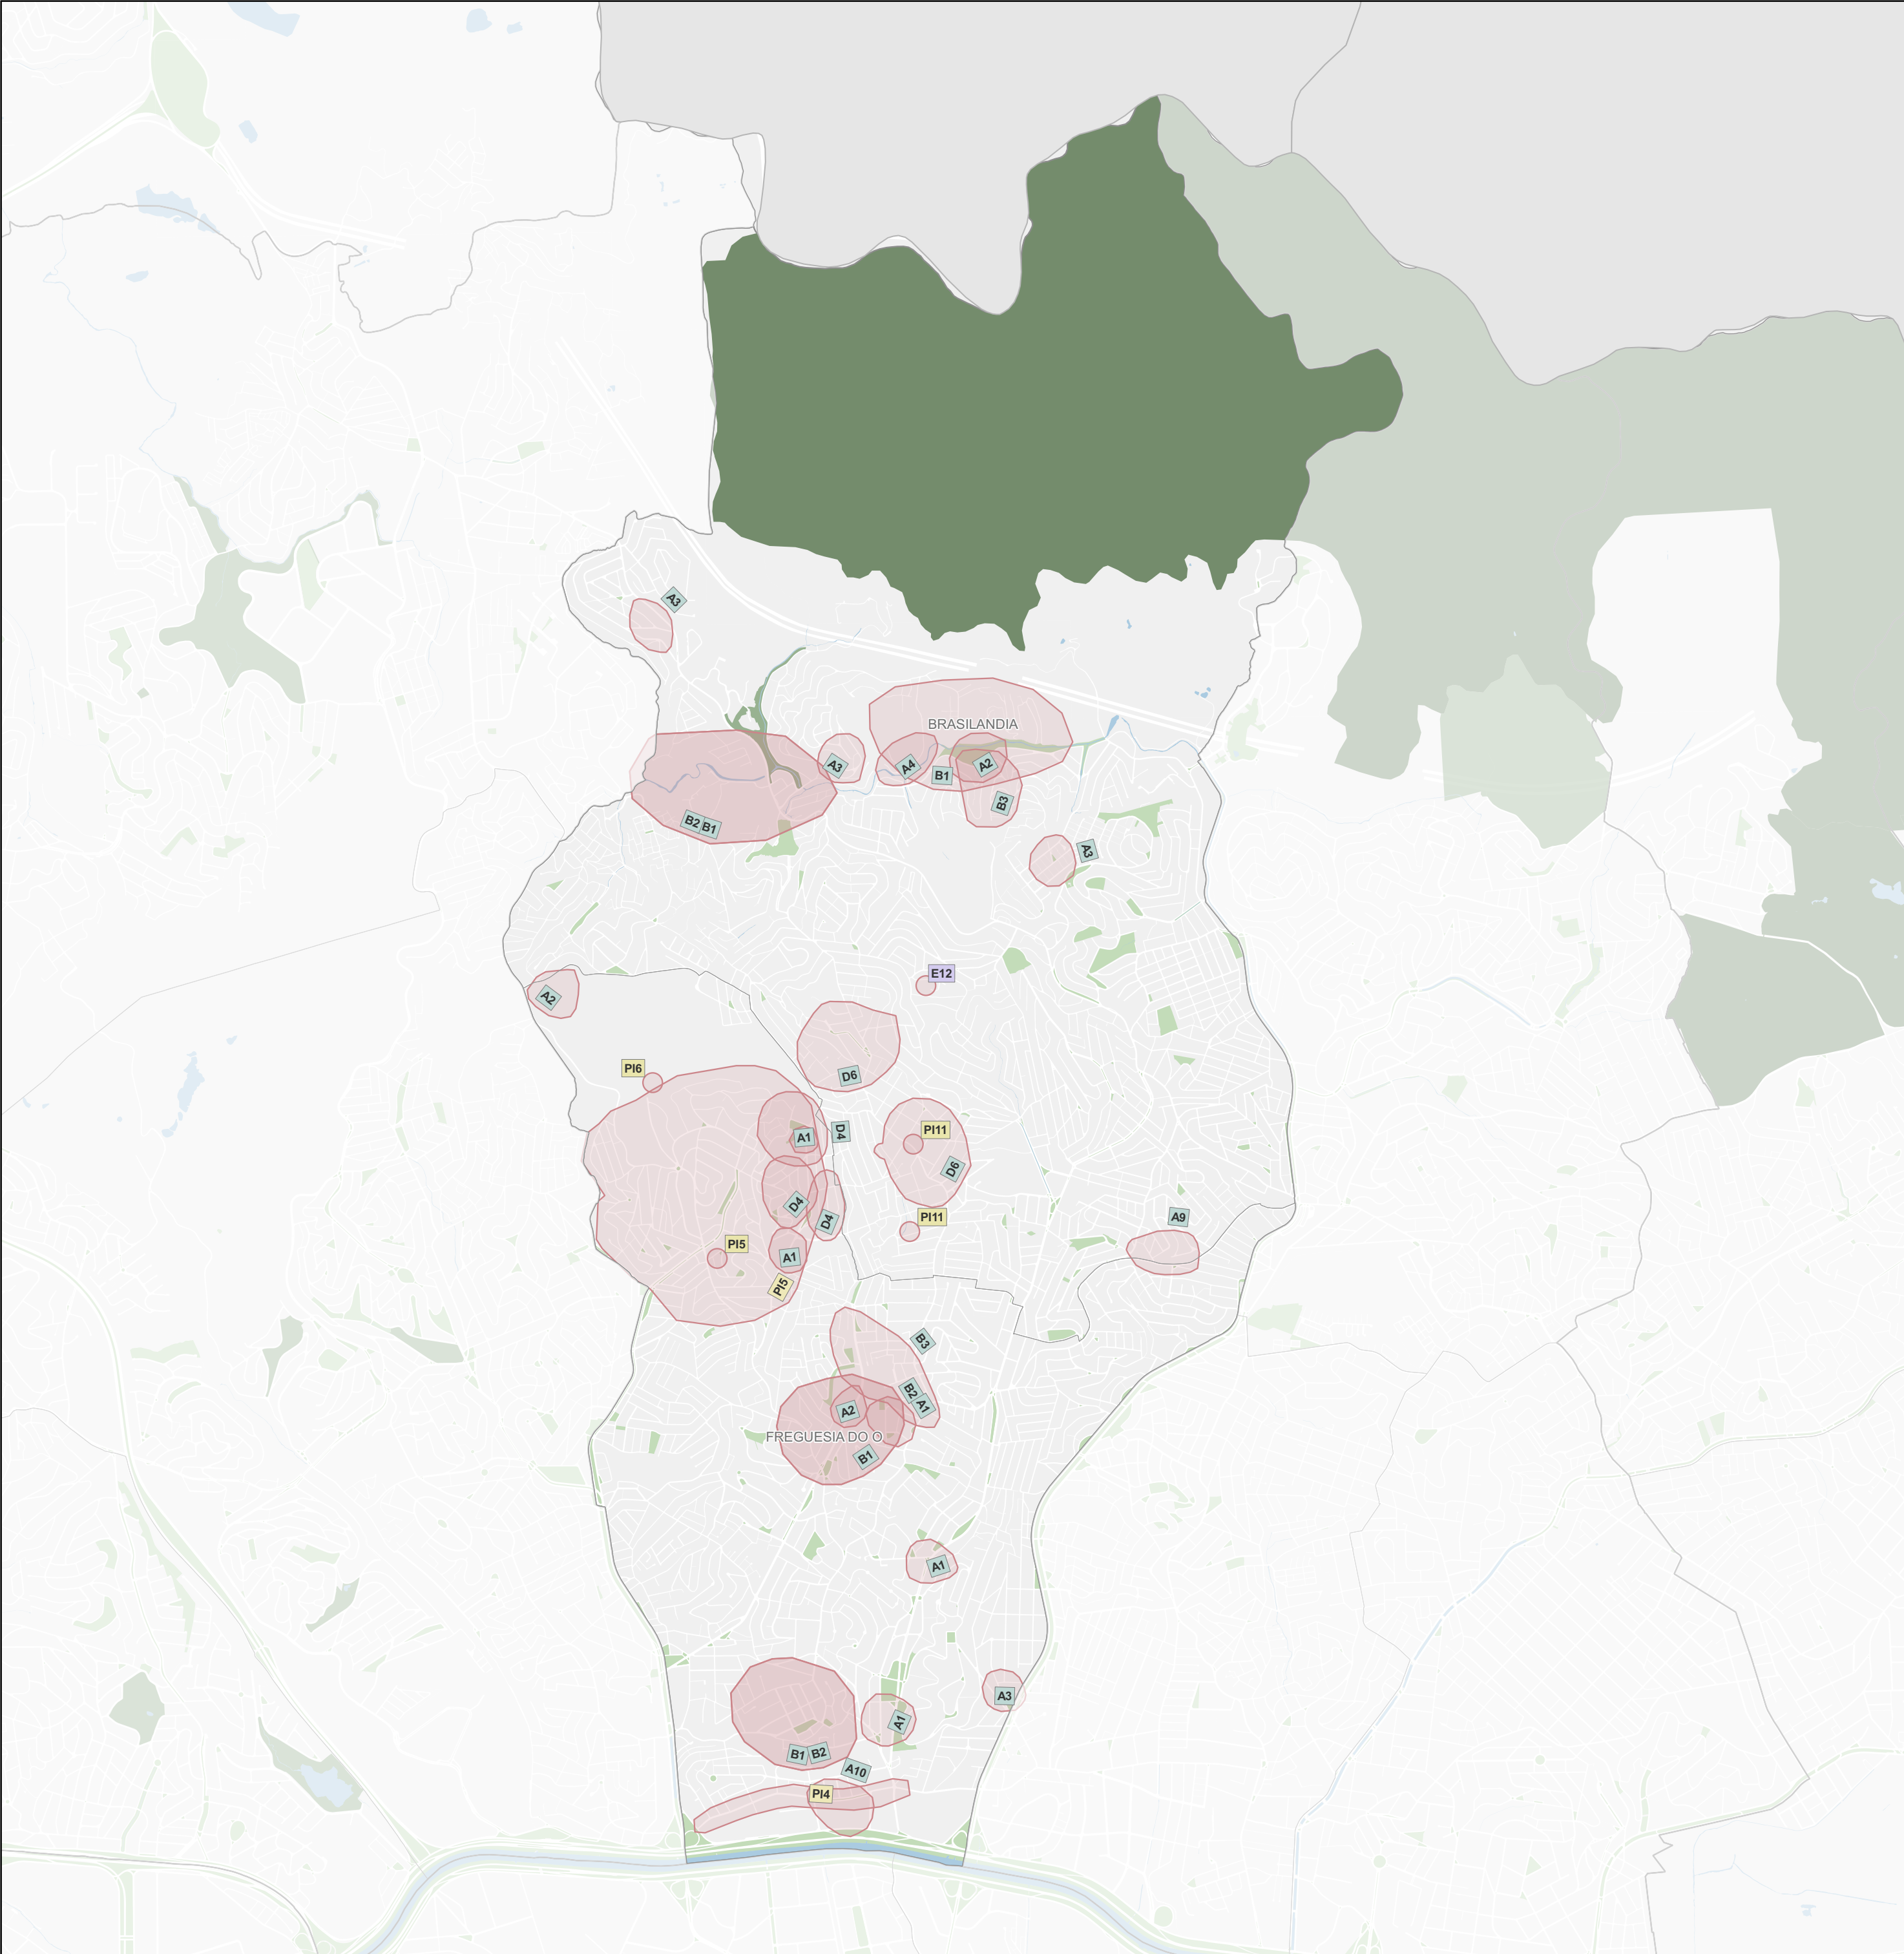 A3
BRASILANDIA
A3
A4
A2
B1
B3
B2
B1
A3
E12
A2
PI6
D6
PI11
A1
D4
D6
D4
D4
PI11
A9
PI5
A1
PI5
B3
B2
A1
A2
FREGUESIA DO O
B1
A1
A3
A1
B1
B2
A10
PI4